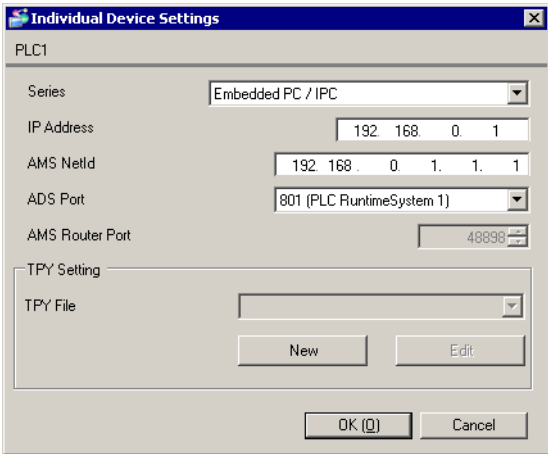 Individual Device Settings
PLC1
Series Embedded PC / IPC
IP Address 192. 168. 0. 1
AMS NetId 192. 168 . 0. 1. 1. 1
ADS Port 801 (PLC RuntimeSystem 1)
AMS Router Port 48898
TPY Setting
TPY File
New Edit
OK (O) Cancel